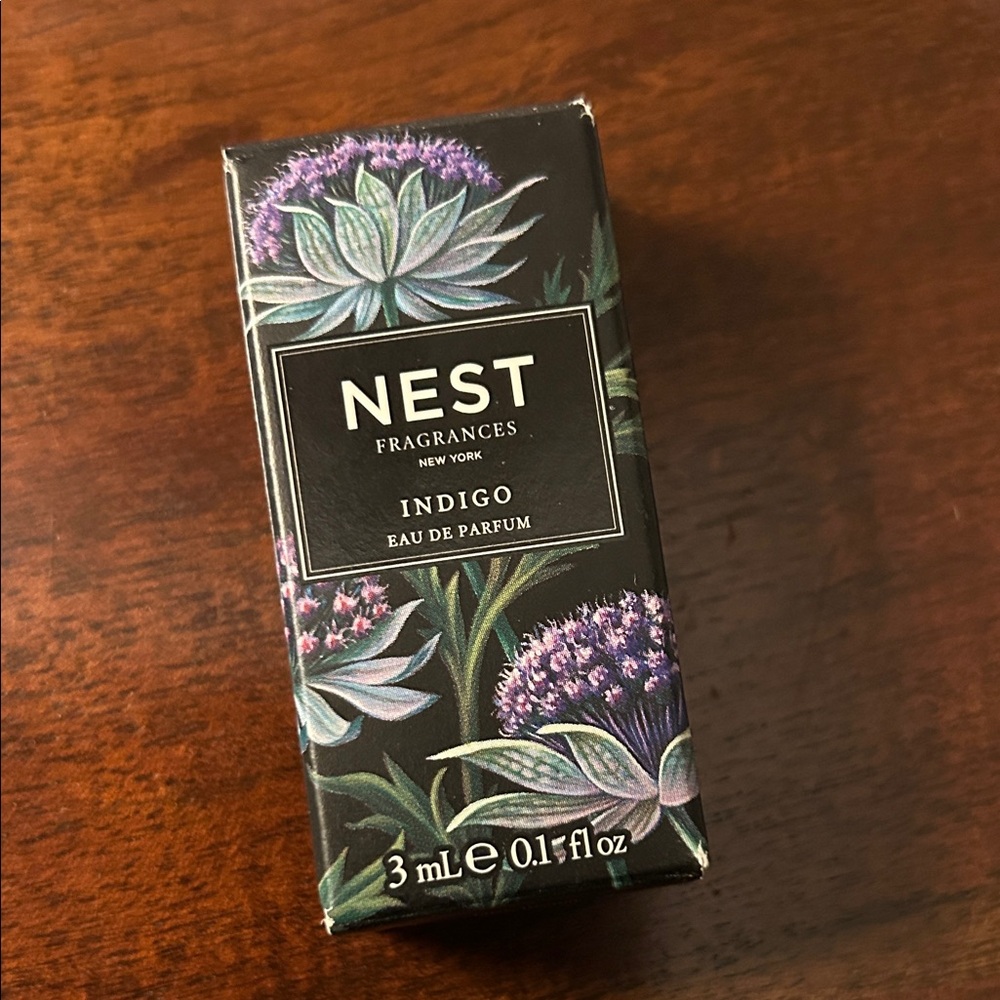 NEST
FRAGRANCES
NEW YORK
INDIGO
EAU DE PARFUM
3 mL ℮ 0.1 fl oz